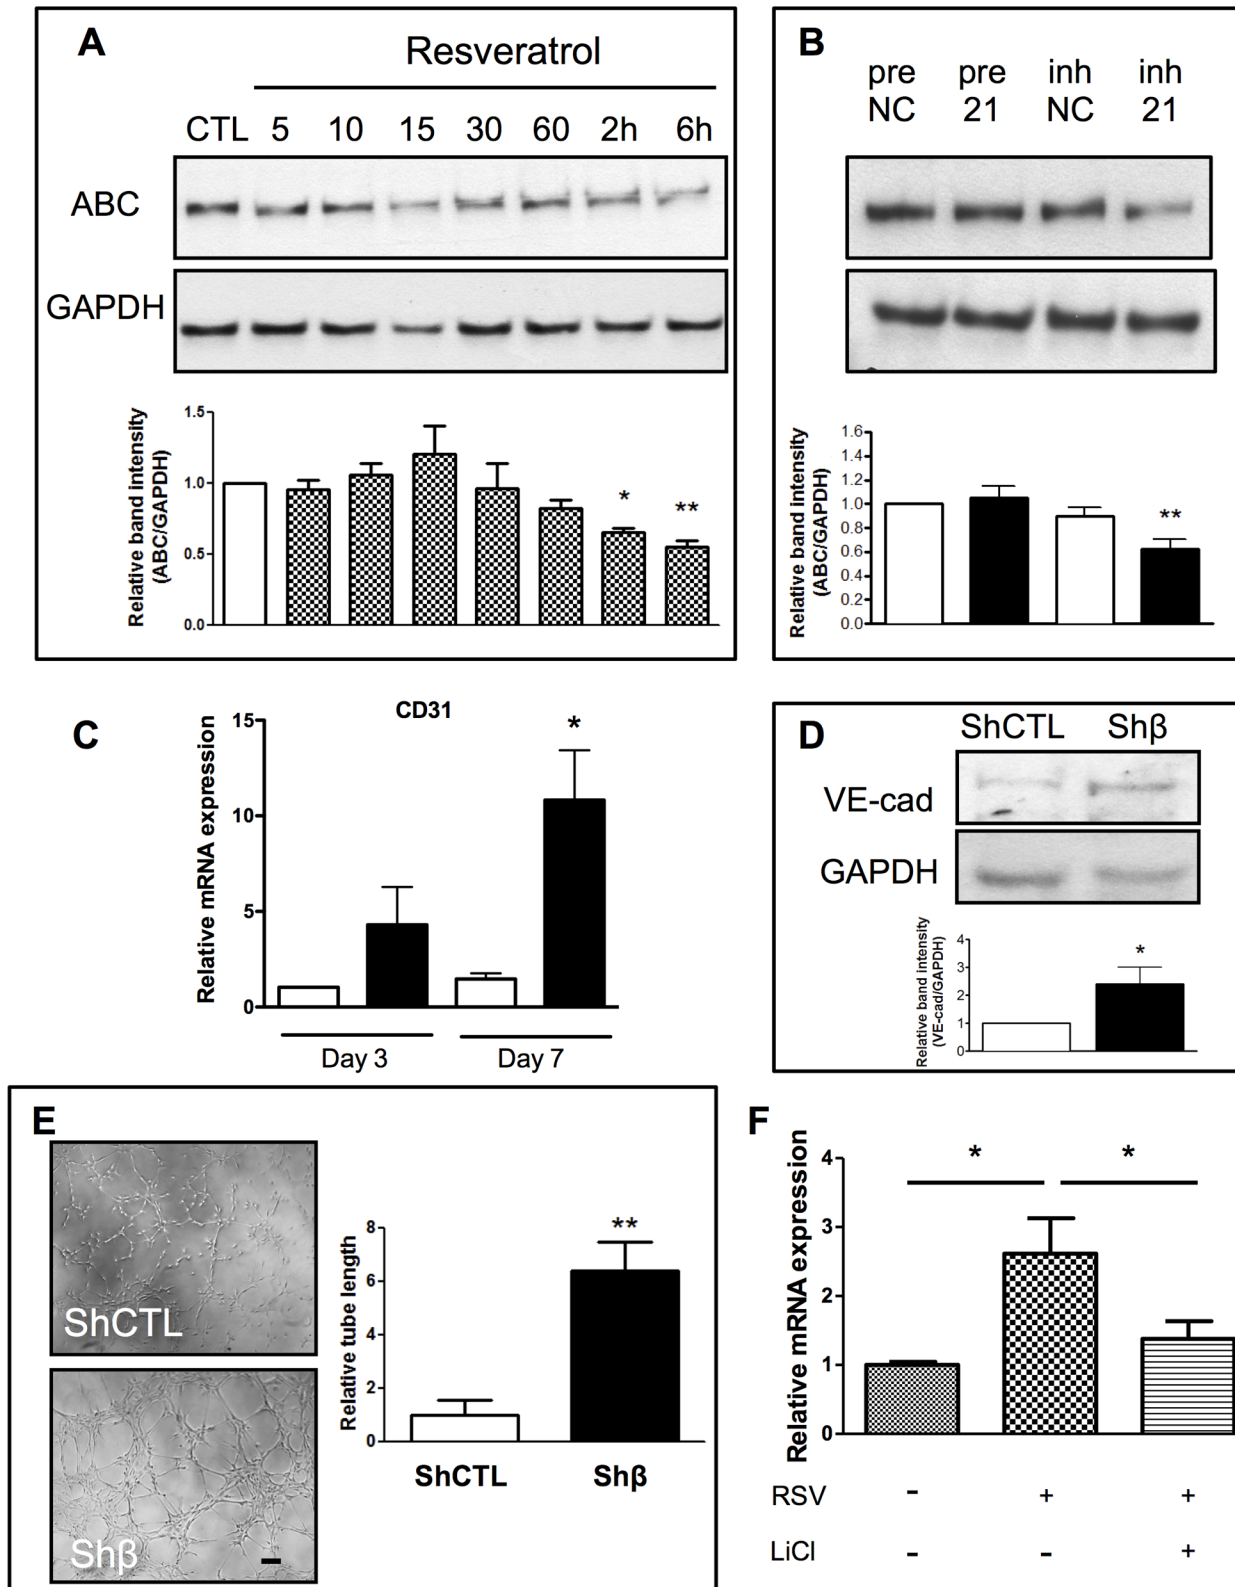 A
Resveratrol
CTL 5 10 15 30 60 2h 6h
ABC
GAPDH
Relative band intensity
(ABC/GAPDH)
1.5
1.0
0.5
0.0
*
**
B
pre pre inh inh
NC 21 NC 21
Relative band intensity
(ABC/GAPDH)
1.6
1.4
1.2
1.0
0.8
0.6
0.4
0.2
0.0
**
C
CD31
Relative mRNA expression
15
10
5
0
*
Day 3 Day 7
D
ShCTL Shβ
VE-cad
GAPDH
Relative band intensity
(VE-cad/GAPDH)
4
3
2
1
0
*
E
ShCTL
Shβ
Relative tube length
8
6
4
2
0
**
ShCTL Shβ
F
Relative mRNA expression
4
3
2
1
0
* *
RSV - + +
LiCl - - +